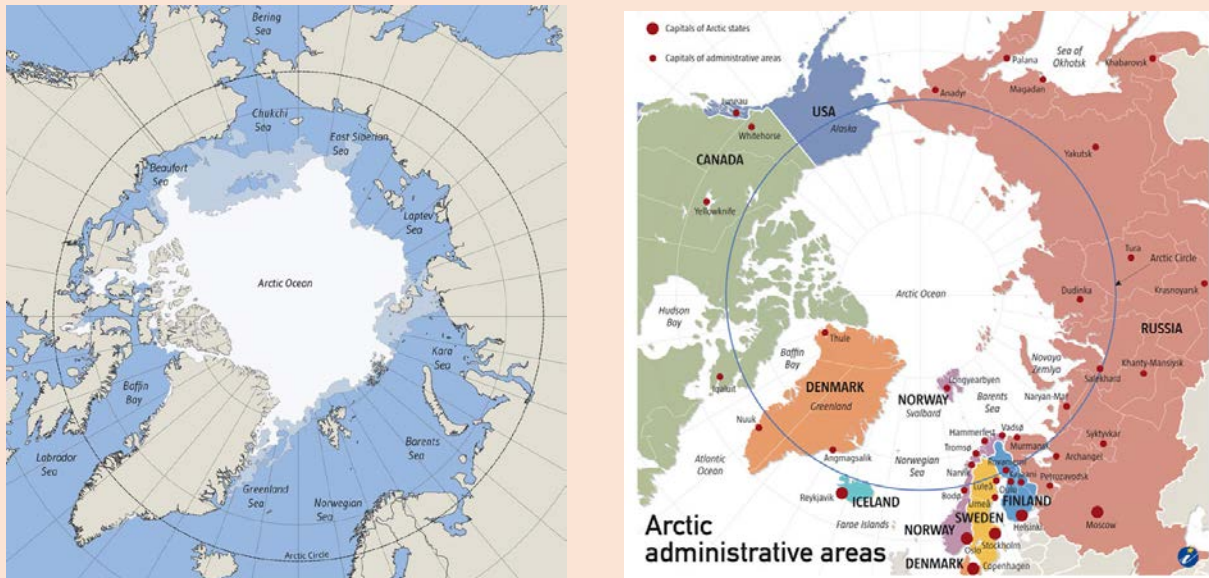 Bering
Sea
Chukchi
Sea
East Siberian
Sea
Beaufort
Sea
Laptev
Sea
Arctic Ocean
Kara
Sea
Baffin
Bay
Barents
Sea
Labrador
Sea
Greenland
Sea
Norwegian
Sea
Arctic Circle
Capitals of Arctic states
Capitals of administrative areas
Sea of
Okhotsk
Palana
Khabarovsk
Magadan
Anadyr
Juneau
USA
Alaska
Whitehorse
CANADA
Yakutsk
Yellowknife
Tura
Arctic Circle
Dudinka
Krasnoyarsk
Arctic Ocean
Hudson
Bay
RUSSIA
Thule
Baffin
Bay
Novaya
Zemlya
Khanty-Mansiysk
Iqaluit
DENMARK
Greenland
Longyearbyen
NORWAY
Svalbard
Barents
Sea
Salekhard
Naryan-Mar
Nuuk
Hammerfest
Vadsø
Murmansk
Syktyvkar
Tromsø
Angmagsalik
Atlantic
Ocean
Norwegian
Sea
Narvik
Archangel
Petrozavodsk
Luleå
Oulu
Bodø
Umeå
FINLAND
Reykjavik
ICELAND
Faroe Islands
Helsinki
Moscow
NORWAY
SWEDEN
Oslo
Stockholm
DENMARK
Copenhagen
Arctic
administrative areas